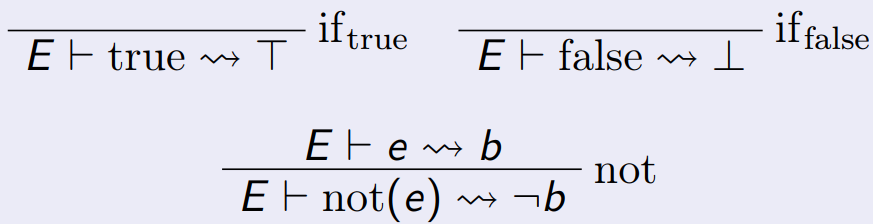 E ⊢ true ⇝ ⊤ if_true E ⊢ false ⇝ ⊥ if_false
E ⊢ e ⇝ b
E ⊢ not(e) ⇝ ¬b not